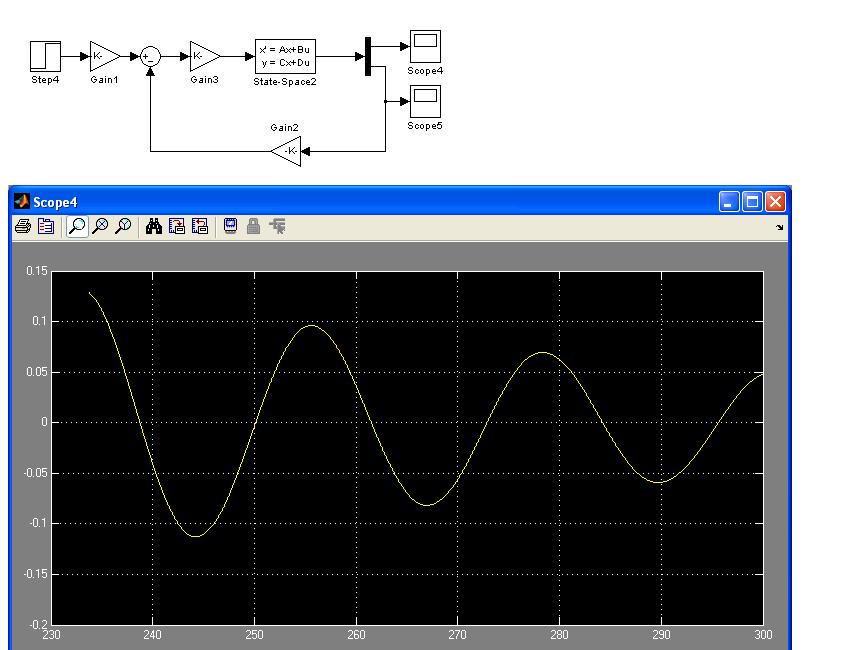 x' = Ax+Bu
y = Cx+Du
K-
K-
Step4
Gain1
Gain3
State-Space2
Scope4
Scope5
Gain2
-K-
Scope4
0.15
0.1
0.05
0
-0.05
-0.1
-0.15
-0.2
230 240 250 260 270 280 290 300